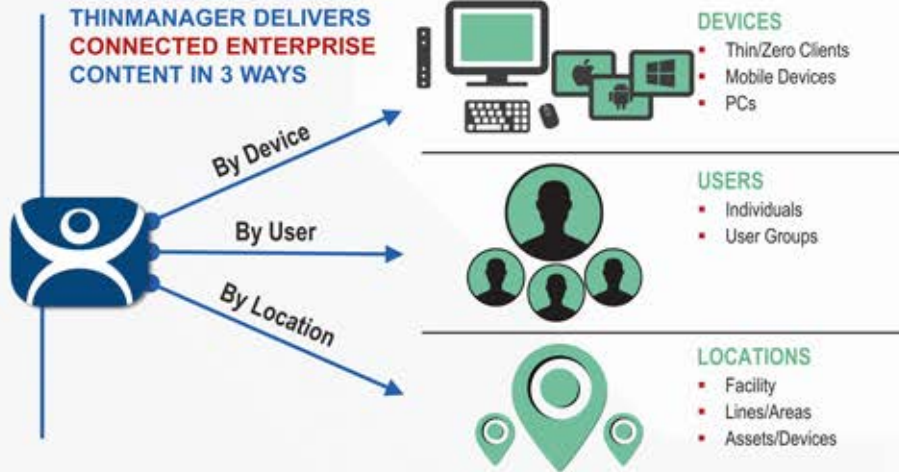 THINMANAGER DELIVERS
CONNECTED ENTERPRISE
CONTENT IN 3 WAYS
By Device
By User
By Location
DEVICES
Thin/Zero Clients
Mobile Devices
PCs
USERS
Individuals
User Groups
LOCATIONS
Facility
Lines/Areas
Assets/Devices